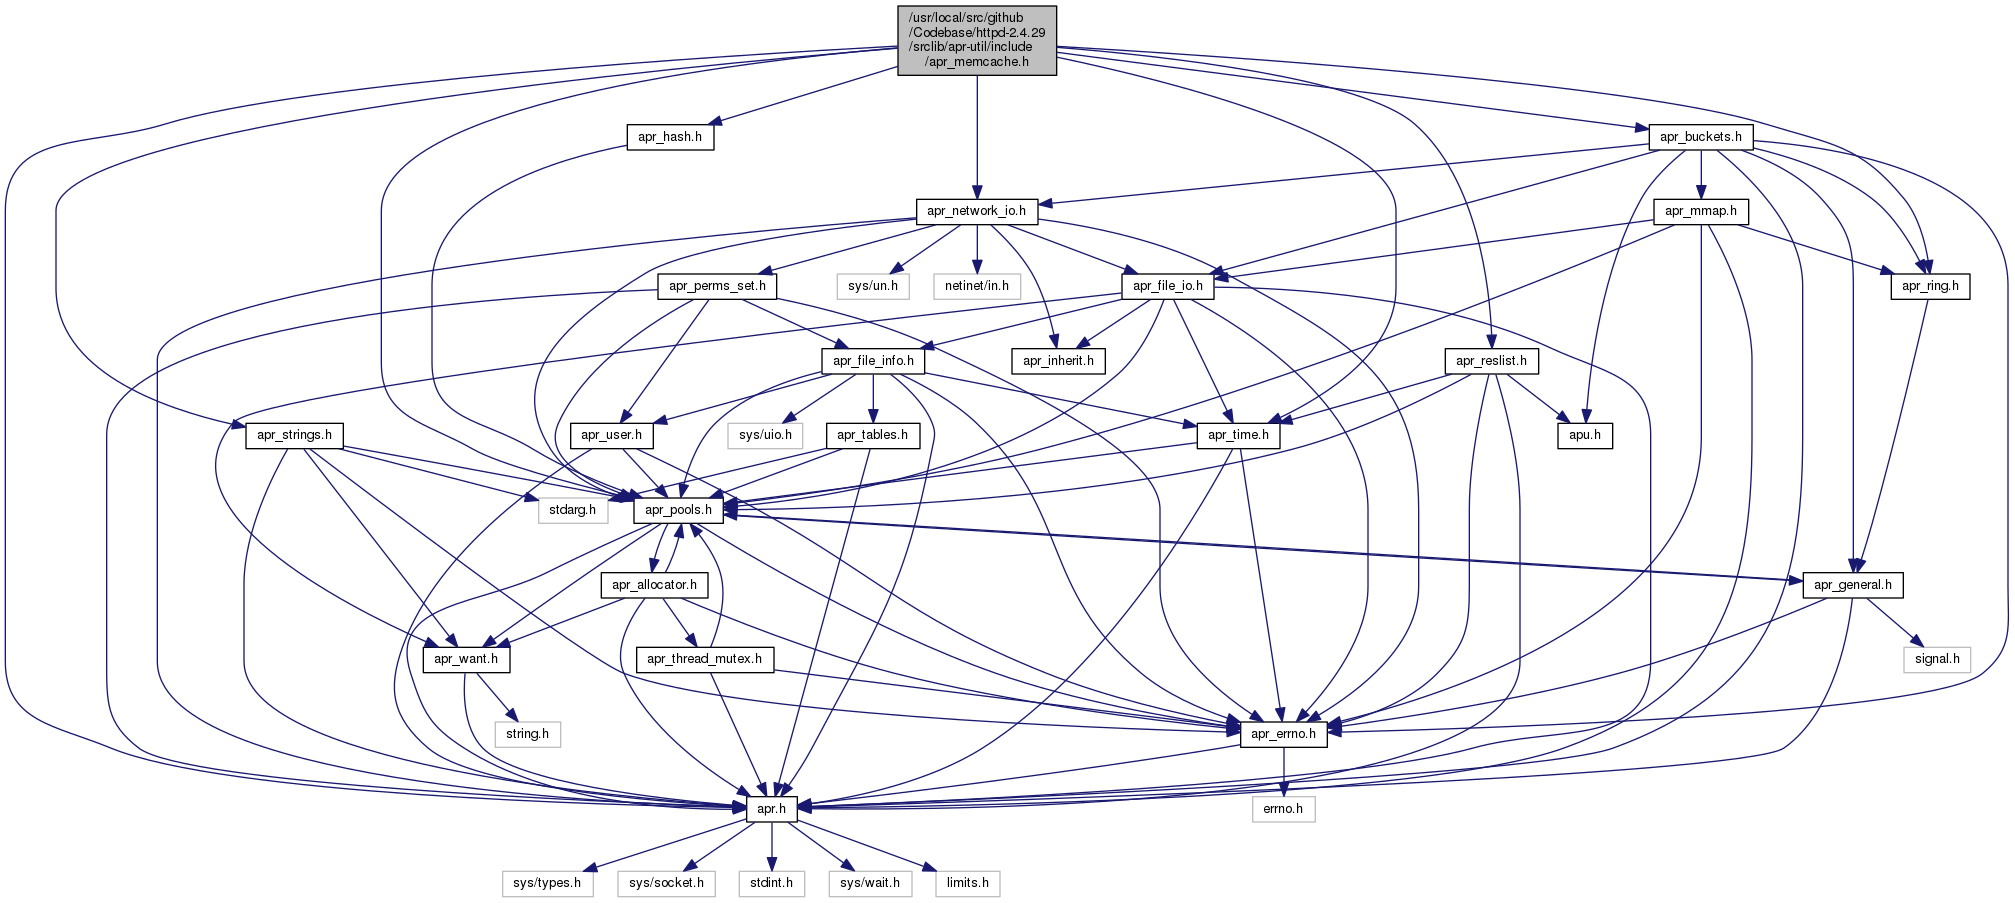 /usr/local/src/github
/Codebase/httpd-2.4.29
/srclib/apr-util/include
/apr_memcache.h
apr_hash.h
apr_buckets.h
apr_network_io.h
apr_mmap.h
apr_perms_set.h
sys/un.h
netinet/in.h
apr_file_io.h
apr_ring.h
apr_file_info.h
apr_inherit.h
apr_reslist.h
apr_strings.h
apr_user.h
sys/uio.h
apr_tables.h
apr_time.h
apu.h
stdarg.h
apr_pools.h
apr_allocator.h
apr_general.h
apr_want.h
apr_thread_mutex.h
signal.h
string.h
apr_errno.h
apr.h
errno.h
sys/types.h
sys/socket.h
stdint.h
sys/wait.h
limits.h